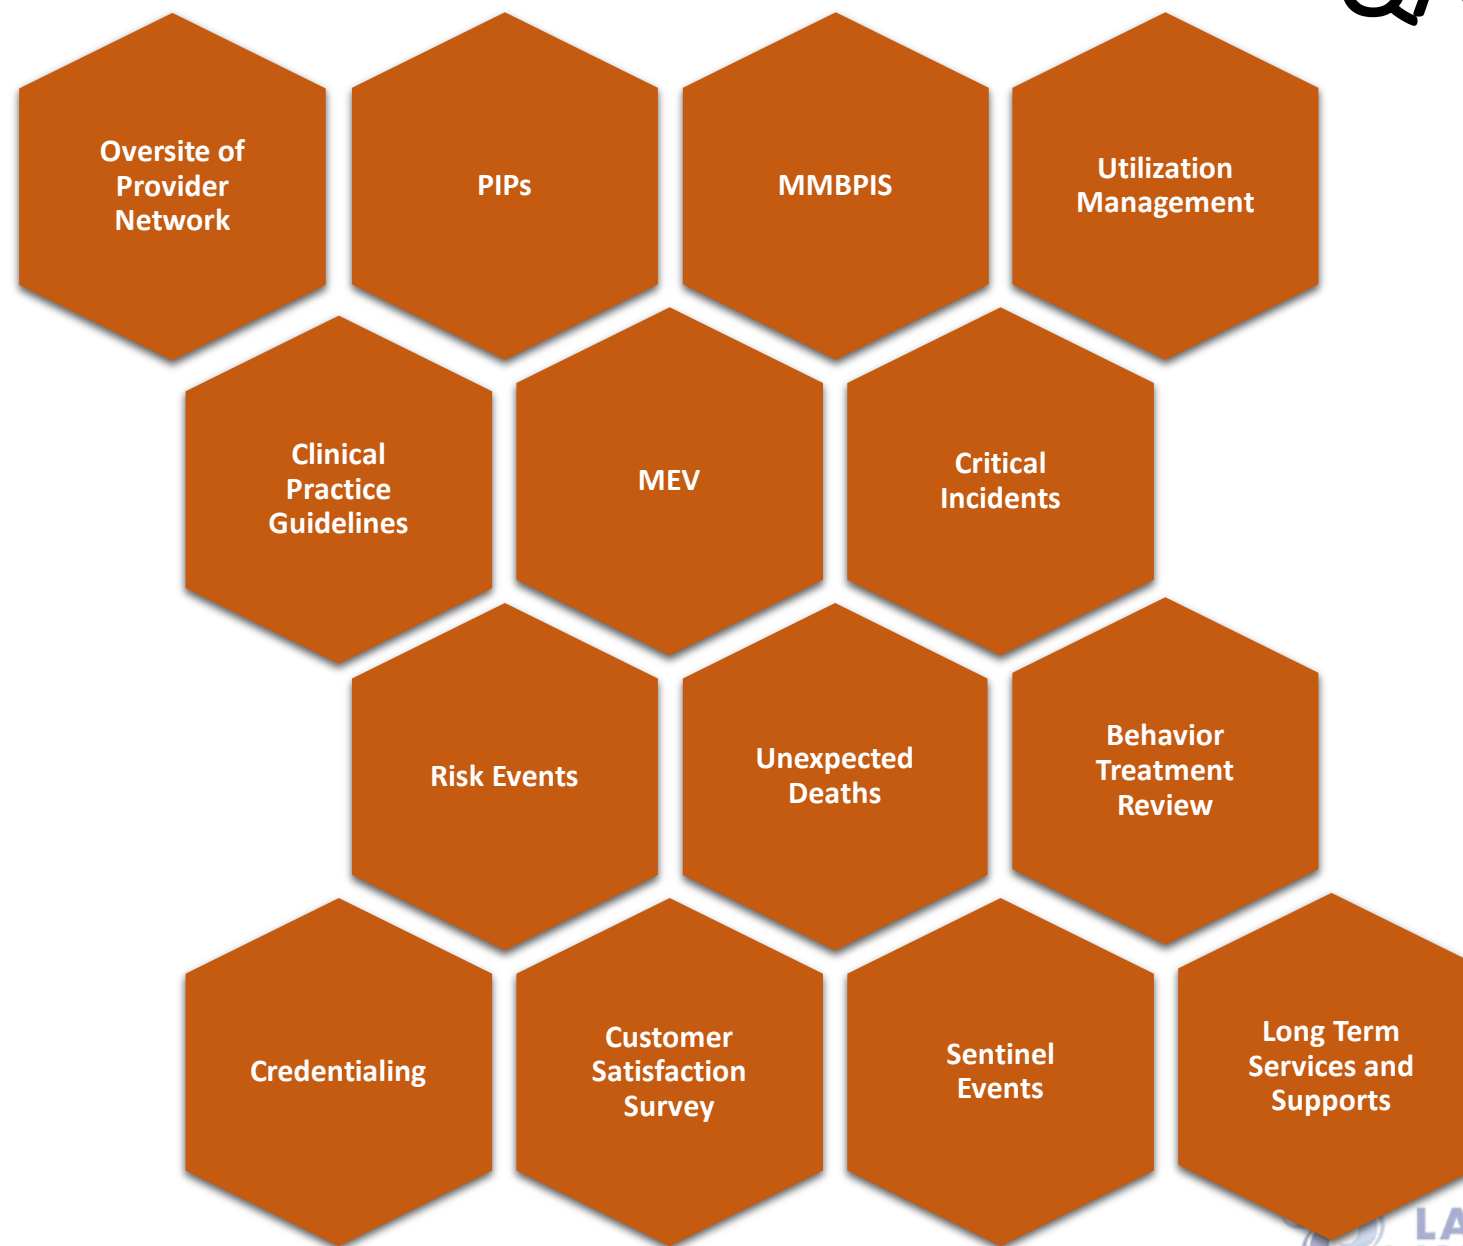 Oversite of
Provider
Network
PIPs
MMBPIS
Utilization
Management
Clinical
Practice
Guidelines
MEV
Critical
Incidents
Risk Events
Unexpected
Deaths
Behavior
Treatment
Review
Credentialing
Customer
Satisfaction
Survey
Sentinel
Events
Long Term
Services and
Supports
LA